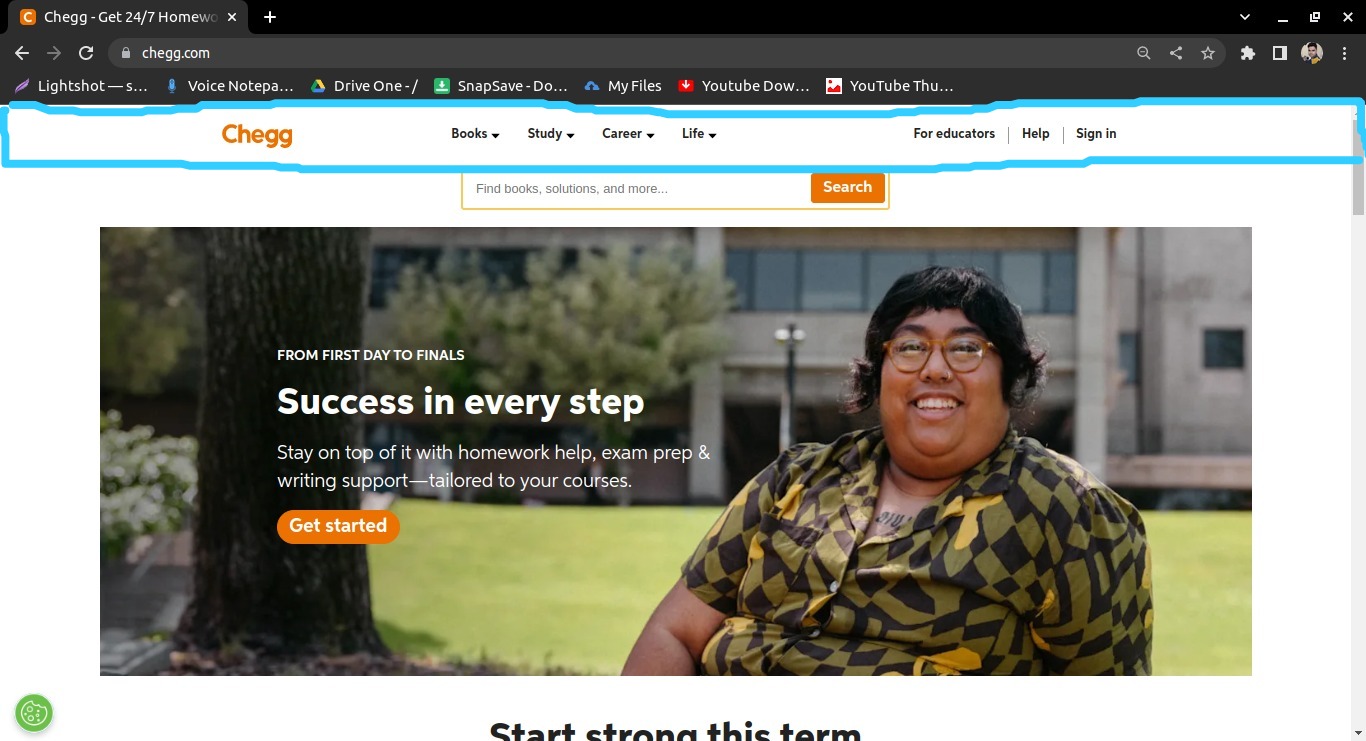 Chegg - Get 24/7 Homewo
chegg.com
Lightshot — s... Voice Notepa... Drive One - / SnapSave - Do... My Files Youtube Dow... YouTube Thu...
Chegg Books Study Career Life For educators Help Sign in
Find books, solutions, and more... Search
FROM FIRST DAY TO FINALS
Success in every step
Stay on top of it with homework help, exam prep &
writing support—tailored to your courses.
Get started
Start strong this term